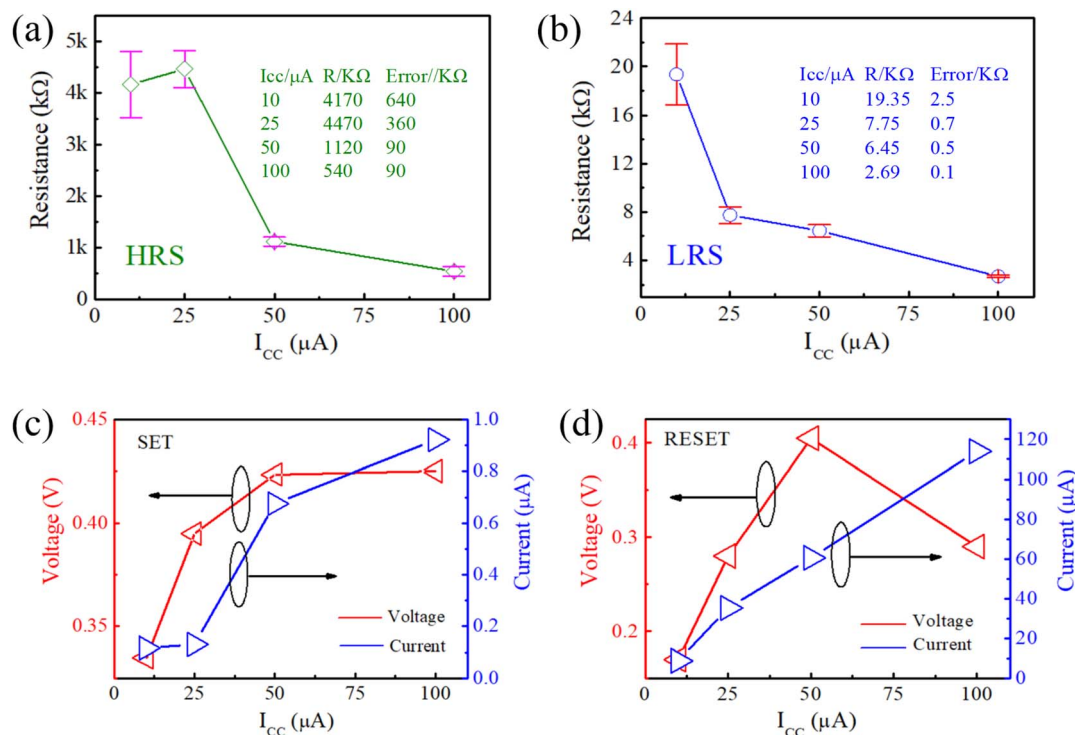 (a)
Resistance (kΩ)
5k
4k
3k
2k
1k
0
Icc/μA R/KΩ Error//KΩ
10 4170 640
25 4470 360
50 1120 90
100 540 90
HRS
0 25 50 75 100
I_CC (μA)
(b)
Resistance (kΩ)
24
20
16
12
8
4
Icc/μA R/KΩ Error/KΩ
10 19.35 2.5
25 7.75 0.7
50 6.45 0.5
100 2.69 0.1
LRS
0 25 50 75 100
I_CC (μA)
(c)
Voltage (V)
0.45
0.40
0.35
SET
Voltage
Current
1.0
0.8
0.6
0.4
0.2
0.0
Current (μA)
0 25 50 75 100
I_CC (μA)
(d)
Voltage (V)
0.4
0.3
0.2
RESET
Voltage
Current
120
100
80
60
40
20
0
Current (μA)
0 25 50 75 100
I_CC (μA)